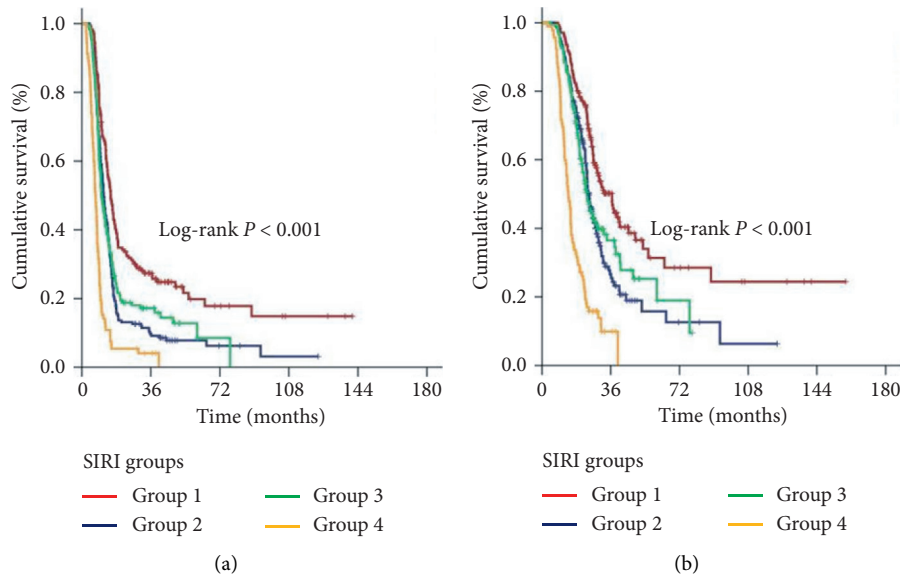 1.0
0.8
0.6
0.4
0.2
0.0
Cumulative survival (%)
Log-rank P < 0.001
0 36 72 108 144 180
Time (months)
SIRI groups
Group 1 Group 3
Group 2 Group 4
(a)
1.0
0.8
0.6
0.4
0.2
0.0
Cumulative survival (%)
Log-rank P < 0.001
0 36 72 108 144 180
Time (months)
SIRI groups
Group 1 Group 3
Group 2 Group 4
(b)